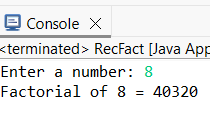 Console
<terminated> RecFact [Java App
Enter a number: 8
Factorial of 8 = 40320